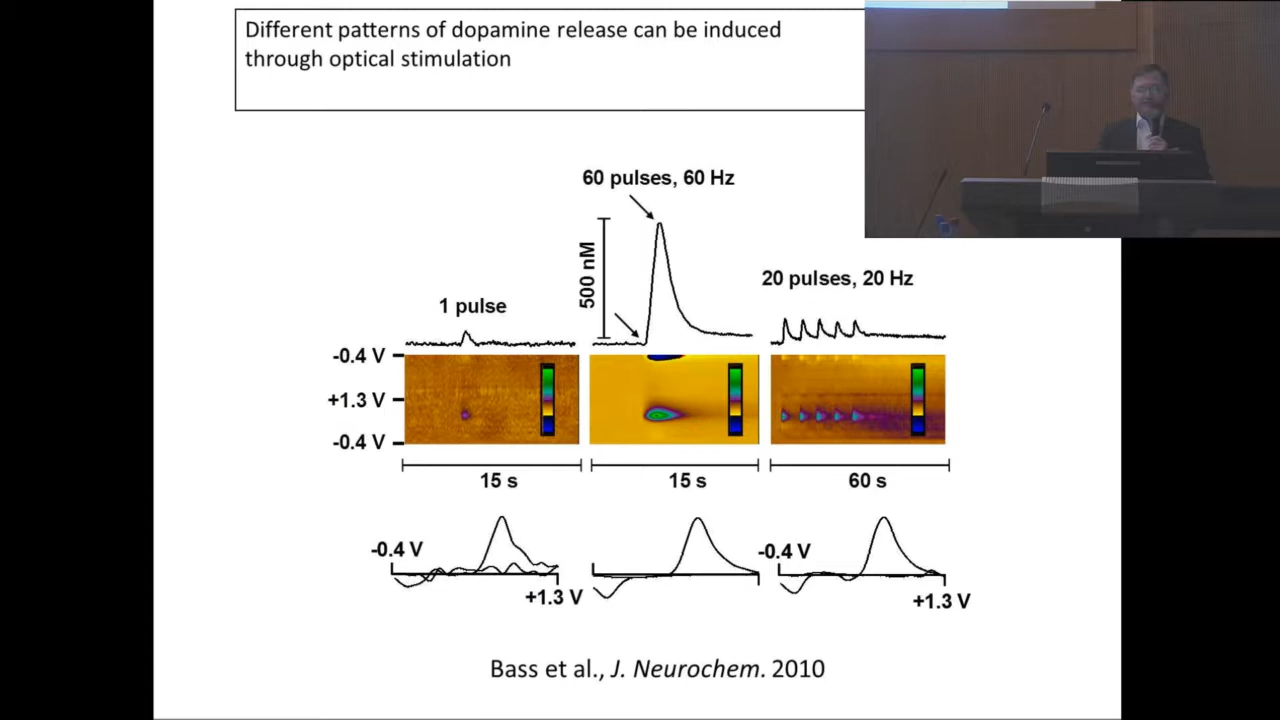 Different patterns of dopamine release can be induced
through optical stimulation
60 pulses, 60 Hz
500 nM
20 pulses, 20 Hz
1 pulse
-0.4 V
+1.3 V
-0.4 V
15 s
15 s
60 s
-0.4 V
+1.3 V
-0.4 V
+1.3 V
Bass et al., J. Neurochem. 2010